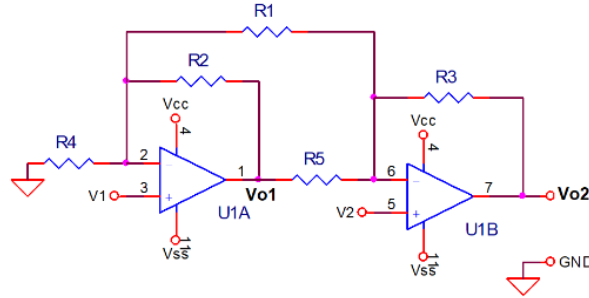 R1
R2
R3
Vcc
4
Vcc
4
R4
2
-
1
R5
6
-
7
V1
3
+
Vo1
V2
5
+
Vo2
U1A
U1B
11
Vss
11
Vss
GND